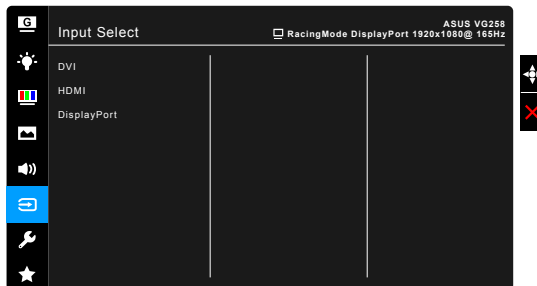 G
Input Select
ASUS VG258
RacingMode DisplayPort 1920x1080@ 165Hz
DVI
HDMI
DisplayPort